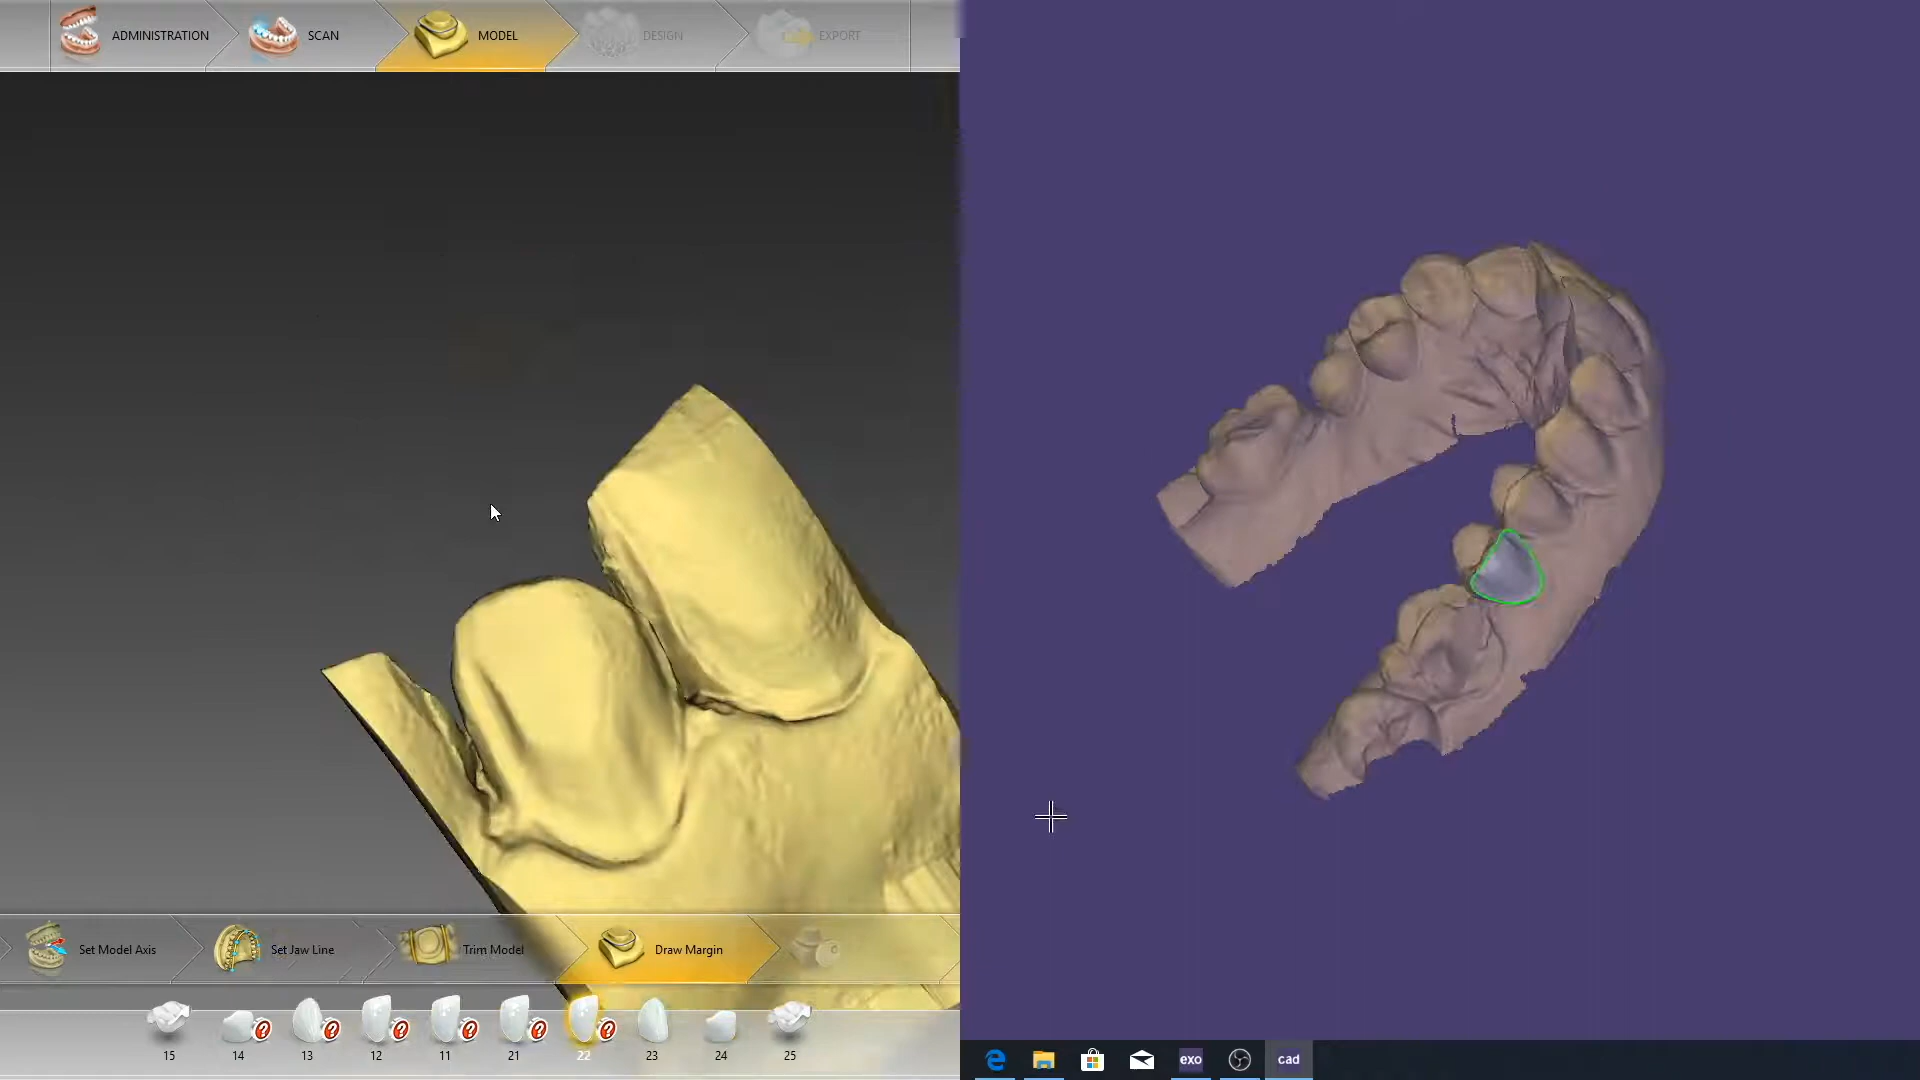 ADMINISTRATION
SCAN
MODEL
DESIGN
EXPORT
Set Model Axis
Set Jaw Line
Trim Model
Draw Margin
15 14 13 12 11 21 22 23 24 25
exo cad